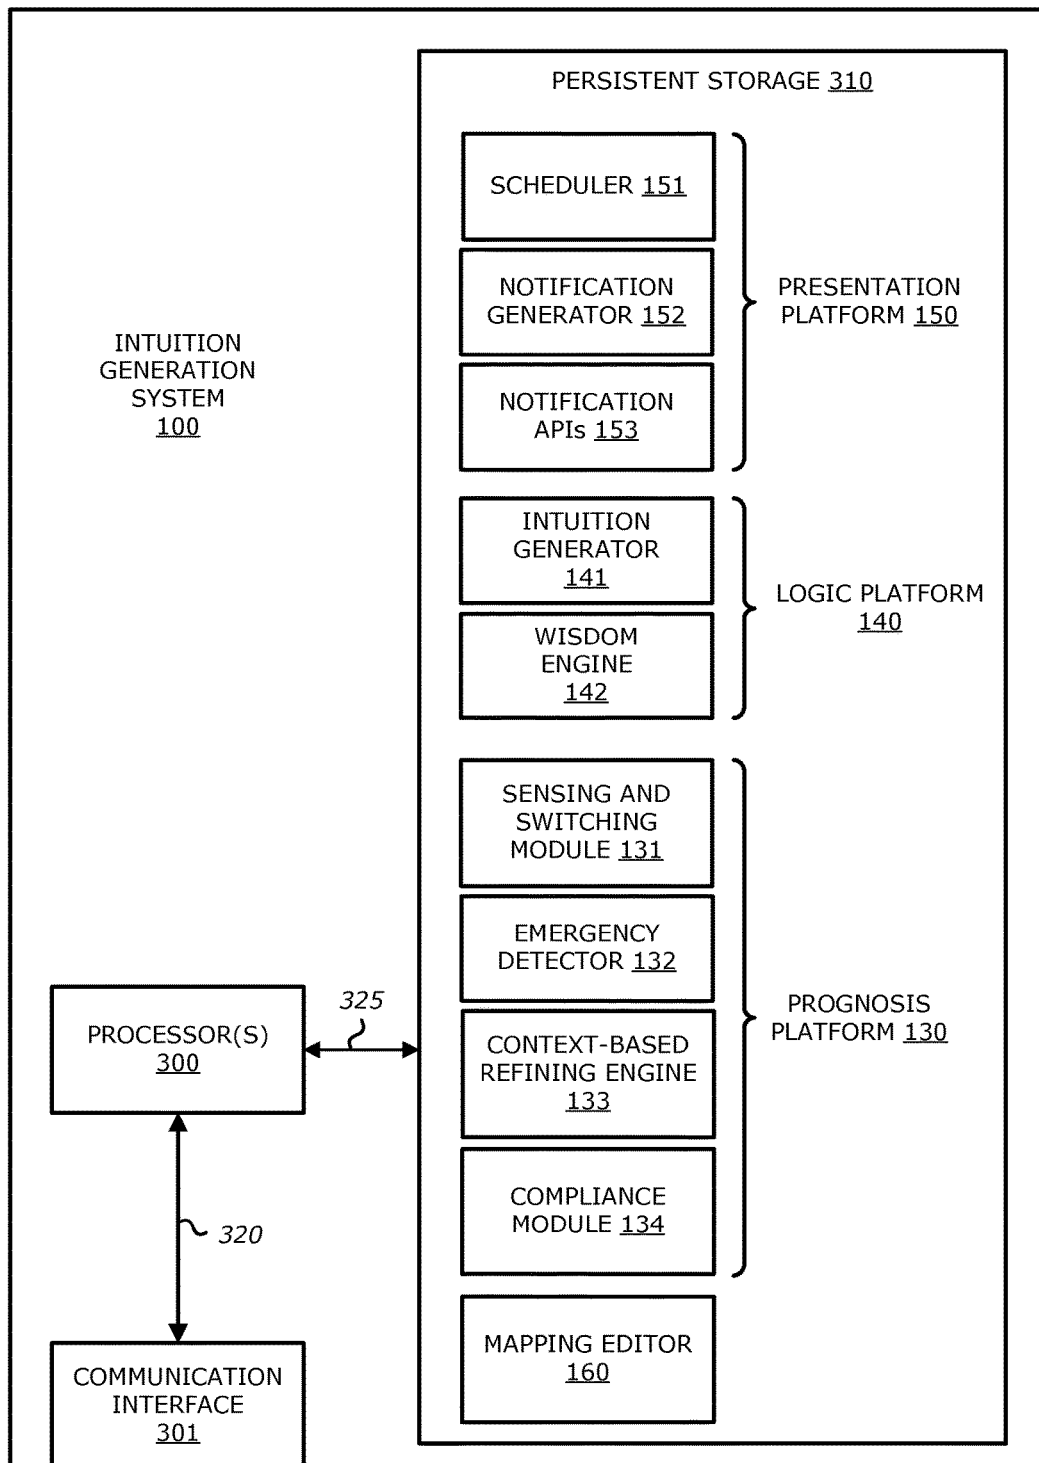 PERSISTENT STORAGE 310
SCHEDULER 151
NOTIFICATION
GENERATOR 152
NOTIFICATION
APIs 153
PRESENTATION
PLATFORM 150
INTUITION
GENERATION
SYSTEM
100
INTUITION
GENERATOR
141
WISDOM
ENGINE
142
LOGIC PLATFORM
140
SENSING AND
SWITCHING
MODULE 131
EMERGENCY
DETECTOR 132
CONTEXT-BASED
REFINING ENGINE
133
COMPLIANCE
MODULE 134
PROGNOSIS
PLATFORM 130
MAPPING EDITOR
160
PROCESSOR(S)
300
325
320
COMMUNICATION
INTERFACE
301